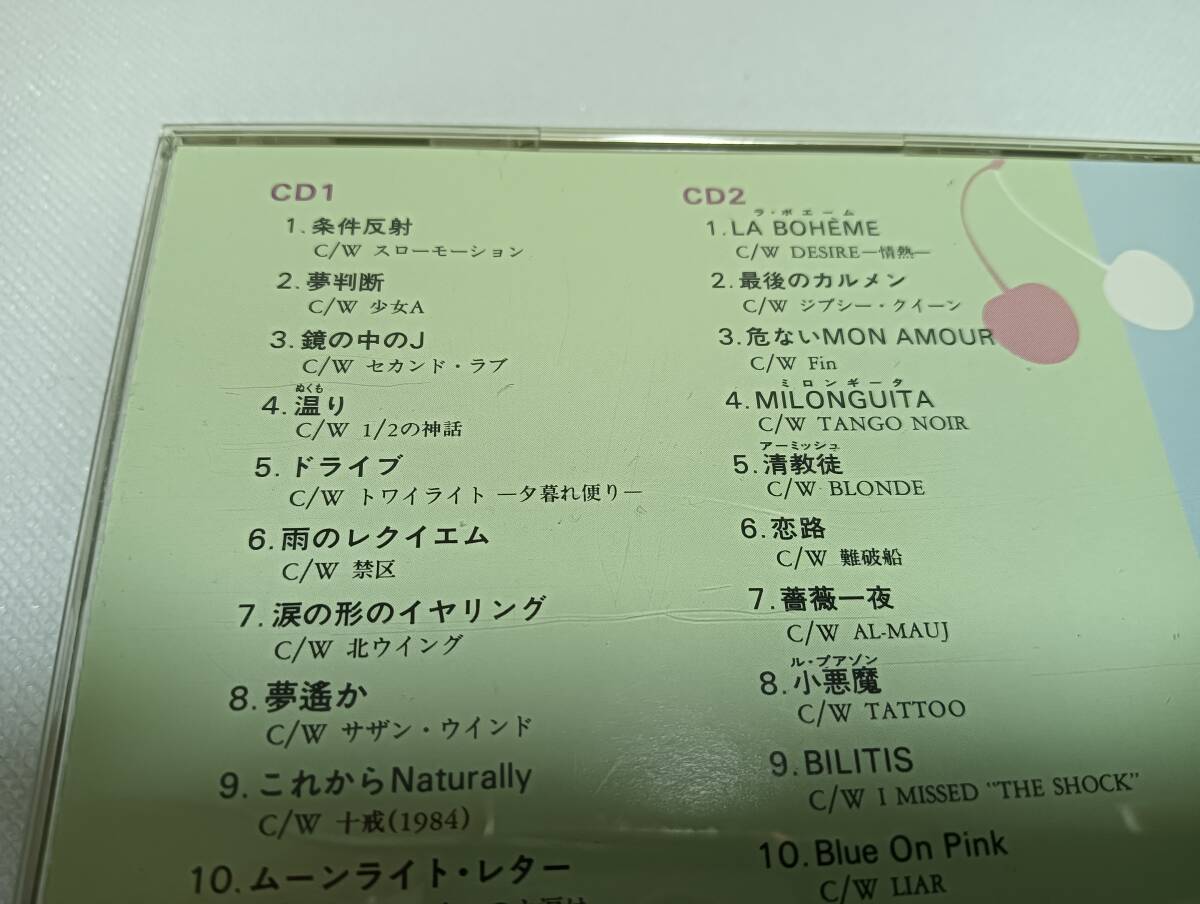 CD1
1.条件反射
C/W スローモーション
2.夢判断
C/W 少女A
3.鏡の中のJ
C/W セカンド・ラブ
ぬくも
4.温り
C/W 1/2の神話
5.ドライブ
C/W トワイライト ―夕暮れ便り―
6.雨のレクイエム
C/W 禁区
7.涙の形のイヤリング
C/W 北ウイング
8.夢遙か
C/W サザン・ウインド
9.これからNaturally
C/W 十戒(1984)
10.ムーンライト・レター
CD2
ラ・ボエーム
1.LA BOHÈME
C/W DESIRE―情熱―
2.最後のカルメン
C/W ジプシー・クイーン
3.危ないMON AMOUR
C/W Fin
ミロンギータ
4.MILONGUITA
C/W TANGO NOIR
アーミッシュ
5.清教徒
C/W BLONDE
6.恋路
C/W 難破船
7.薔薇一夜
C/W AL-MAUJ
ル・プアゾン
8.小悪魔
C/W TATTOO
9.BILITIS
C/W I MISSED "THE SHOCK"
10.Blue On Pink
C/W LIAR